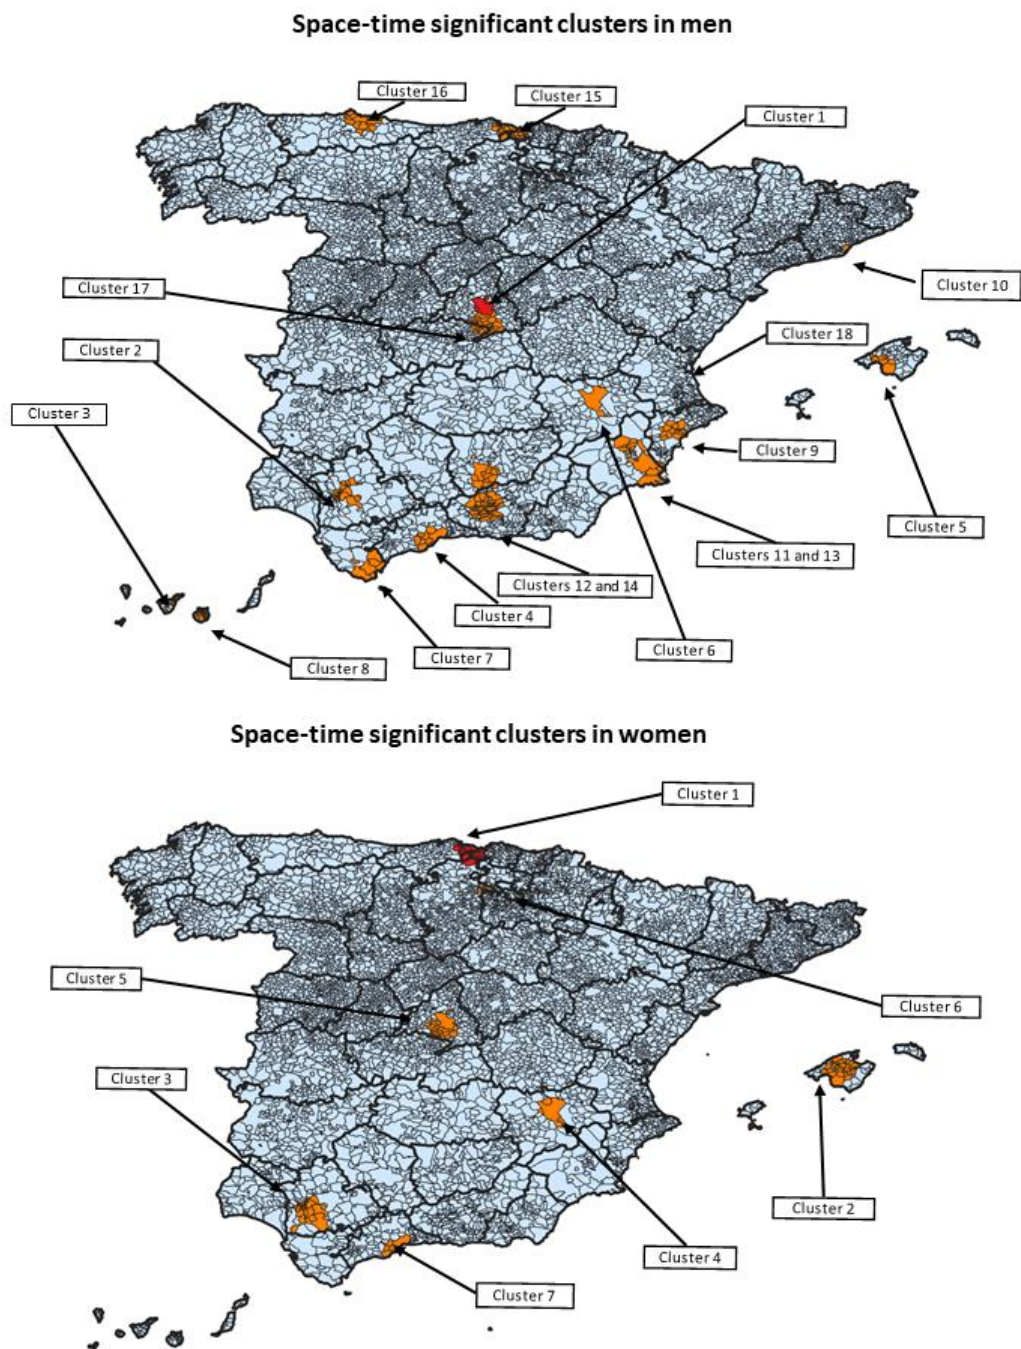 Space-time significant clusters in men
Cluster 16
Cluster 15
Cluster 1
Cluster 17
Cluster 10
Cluster 2
Cluster 18
Cluster 3
Cluster 9
Cluster 5
Clusters 11 and 13
Clusters 12 and 14
Cluster 4
Cluster 6
Cluster 7
Cluster 8
Space-time significant clusters in women
Cluster 1
Cluster 5
Cluster 6
Cluster 3
Cluster 2
Cluster 4
Cluster 7